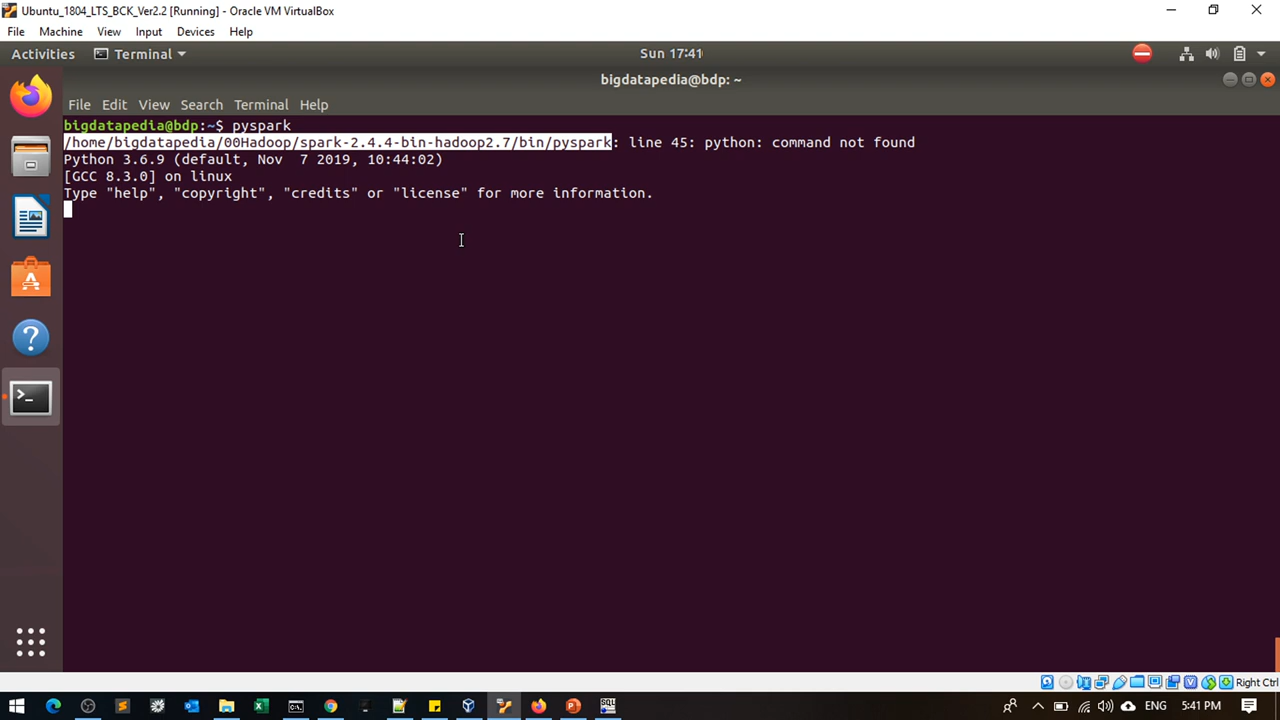 Ubuntu_1804_LTS_BCK_Ver2.2 [Running] - Oracle VM VirtualBox
File Machine View Input Devices Help
Activities Terminal Sun 17:41
bigdatapedia@bdp: ~
File Edit View Search Terminal Help
bigdatapedia@bdp:~$ pyspark
/home/bigdatapedia/00Hadoop/spark-2.4.4-bin-hadoop2.7/bin/pyspark: line 45: python: command not found
Python 3.6.9 (default, Nov  7 2019, 10:44:02)
[GCC 8.3.0] on linux
Type "help", "copyright", "credits" or "license" for more information.
Right Ctrl
ENG 5:41 PM